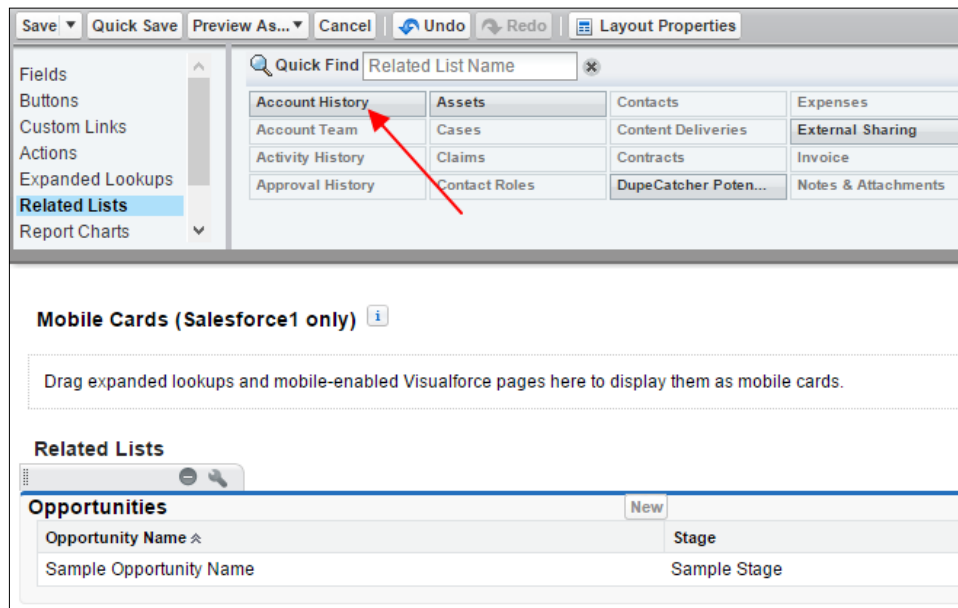 Save Quick Save Preview As... Cancel Undo Redo Layout Properties
Fields
Buttons
Custom Links
Actions
Expanded Lookups
Related Lists
Report Charts
Quick Find Related List Name
Account History Assets Contacts Expenses
Account Team Cases Content Deliveries External Sharing
Activity History Claims Contracts Invoice
Approval History Contact Roles DupeCatcher Poten... Notes & Attachments
Mobile Cards (Salesforce1 only) i
Drag expanded lookups and mobile-enabled Visualforce pages here to display them as mobile cards.
Related Lists
Opportunities New
Opportunity Name Stage
Sample Opportunity Name Sample Stage